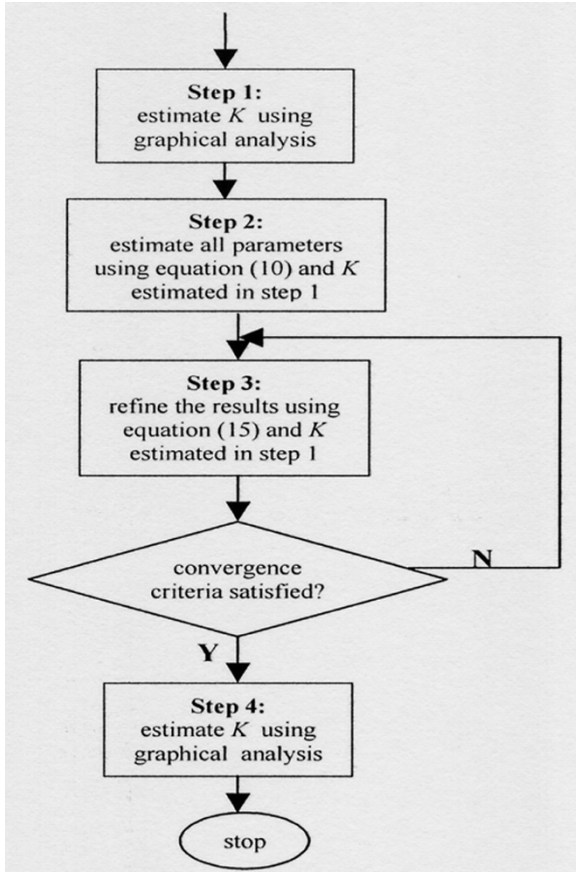 Step 1:
estimate K using
graphical analysis
Step 2:
estimate all parameters
using equation (10) and K
estimated in step 1
Step 3:
refine the results using
equation (15) and K
estimated in step 1
convergence
criteria satisfied?
N
Y
Step 4:
estimate K using
graphical analysis
stop